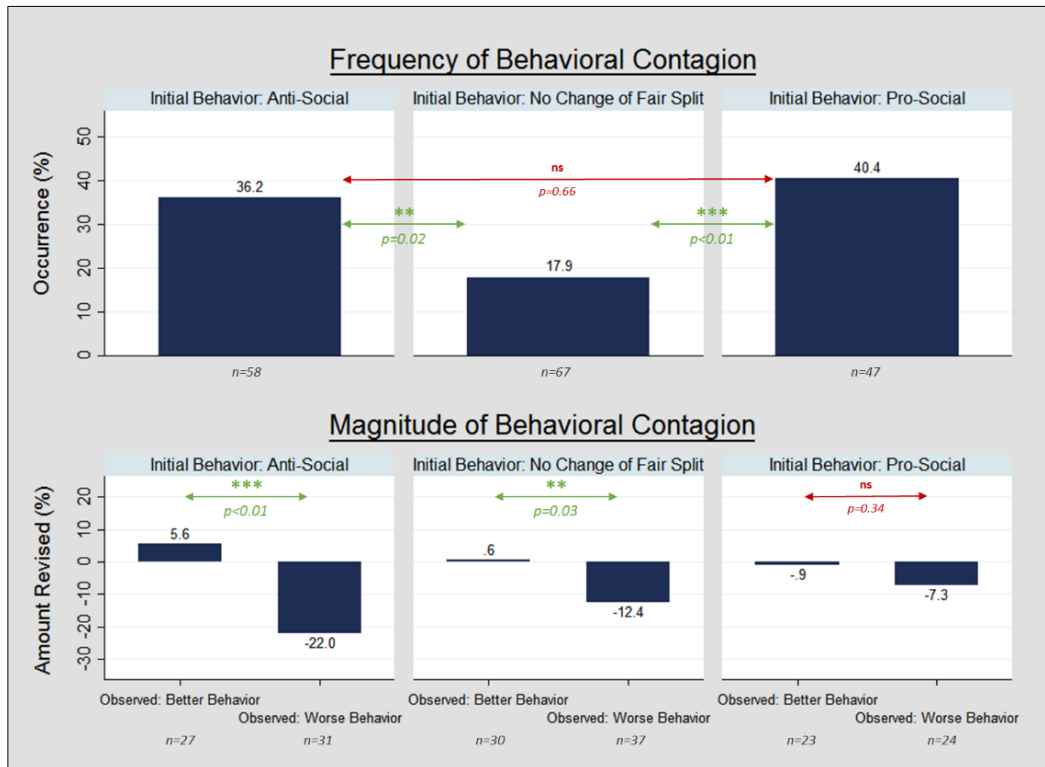 Frequency of Behavioral Contagion
Initial Behavior: Anti-Social
Initial Behavior: No Change of Fair Split
Initial Behavior: Pro-Social
Occurrence (%)
50
40
30
20
10
0
36.2
17.9
40.4
ns
p=0.66
**
p=0.02
***
p<0.01
n=58
n=67
n=47
Magnitude of Behavioral Contagion
Initial Behavior: Anti-Social
Initial Behavior: No Change of Fair Split
Initial Behavior: Pro-Social
Amount Revised (%)
20
10
0
-10
-20
-30
***
p<0.01
5.6
-22.0
**
p=0.03
.6
-12.4
ns
p=0.34
-.9
-7.3
Observed: Better Behavior
Observed: Worse Behavior
Observed: Better Behavior
Observed: Worse Behavior
Observed: Better Behavior
Observed: Worse Behavior
n=27
n=31
n=30
n=37
n=23
n=24